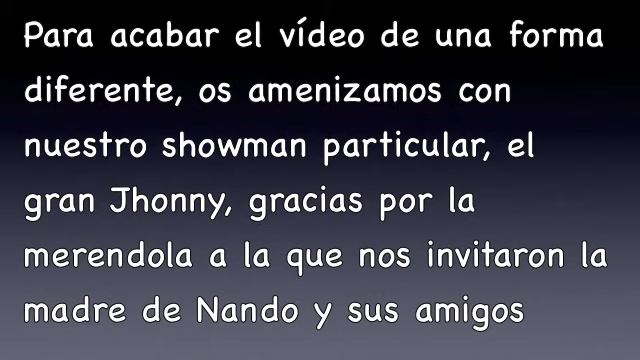 Para acabar el vídeo de una forma
diferente, os amenizamos con
nuestro showman particular, el
gran Jhonny, gracias por la
merendola a la que nos invitaron la
madre de Nando y sus amigos